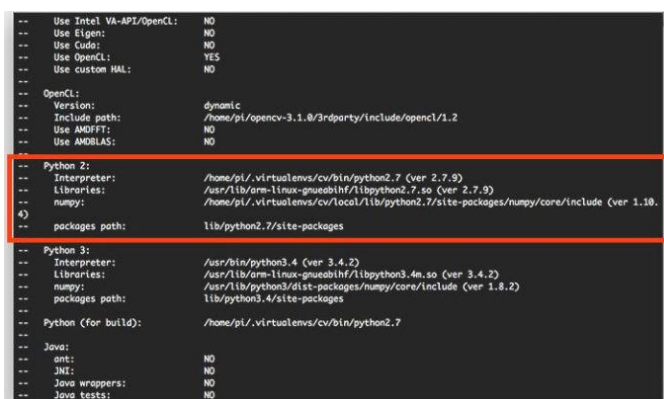 --     Use Intel VA-API/OpenCL:     NO
--     Use Eigen:     NO
--     Use Cuda:     NO
--     Use OpenCL:     YES
--     Use custom HAL:     NO
--
--   OpenCL:
--     Version:     dynamic
--     Include path:     /home/pi/opencv-3.1.0/3rdparty/include/opencl/1.2
--     Use AMDFFT:     NO
--     Use AMDBLAS:     NO
--
--   Python 2:
--     Interpreter:     /home/pi/.virtualenvs/cv/bin/python2.7 (ver 2.7.9)
--     Libraries:     /usr/lib/arm-linux-gnueabihf/libpython2.7.so (ver 2.7.9)
--     numpy:     /home/pi/.virtualenvs/cv/local/lib/python2.7/site-packages/numpy/core/include (ver 1.10.
4)
--     packages path:     lib/python2.7/site-packages
--
--   Python 3:
--     Interpreter:     /usr/bin/python3.4 (ver 3.4.2)
--     Libraries:     /usr/lib/arm-linux-gnueabihf/libpython3.4m.so (ver 3.4.2)
--     numpy:     /usr/lib/python3/dist-packages/numpy/core/include (ver 1.8.2)
--     packages path:     lib/python3.4/site-packages
--
--   Python (for build):     /home/pi/.virtualenvs/cv/bin/python2.7
--
--   Java:
--     ant:     NO
--     JNI:     NO
--     Java wrappers:     NO
--     Java tests:     NO